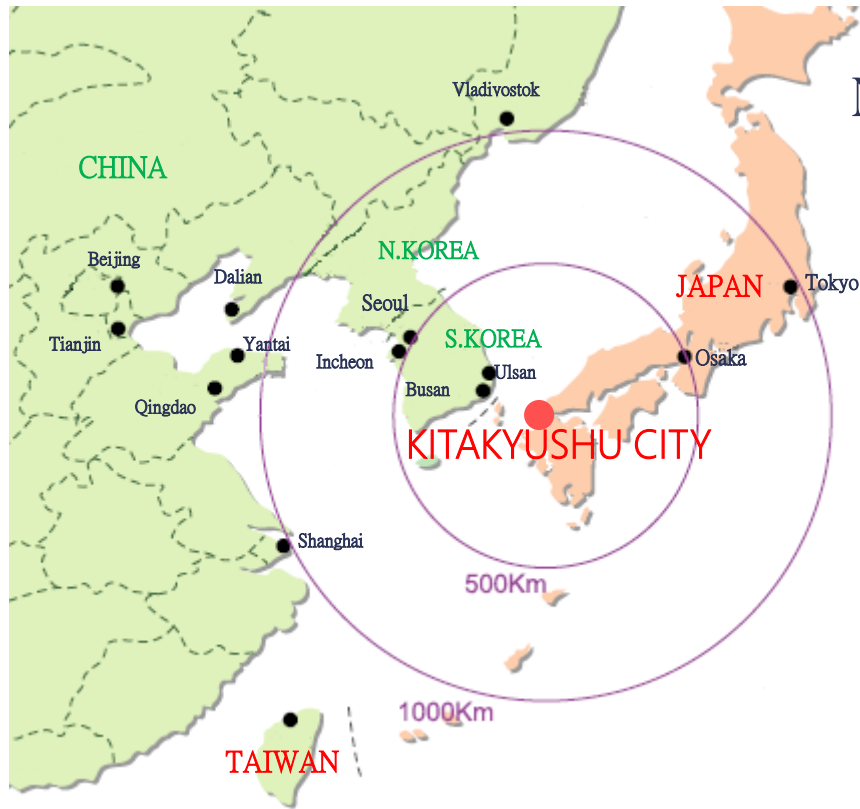 Vladivostok
CHINA
N.KOREA
Beijing
Dalian
JAPAN
Tokyo
Seoul
S.KOREA
Tianjin
Yantai
Incheon
Ulsan
Osaka
Busan
Qingdao
KITAKYUSHU CITY
Shanghai
500Km
1000Km
TAIWAN